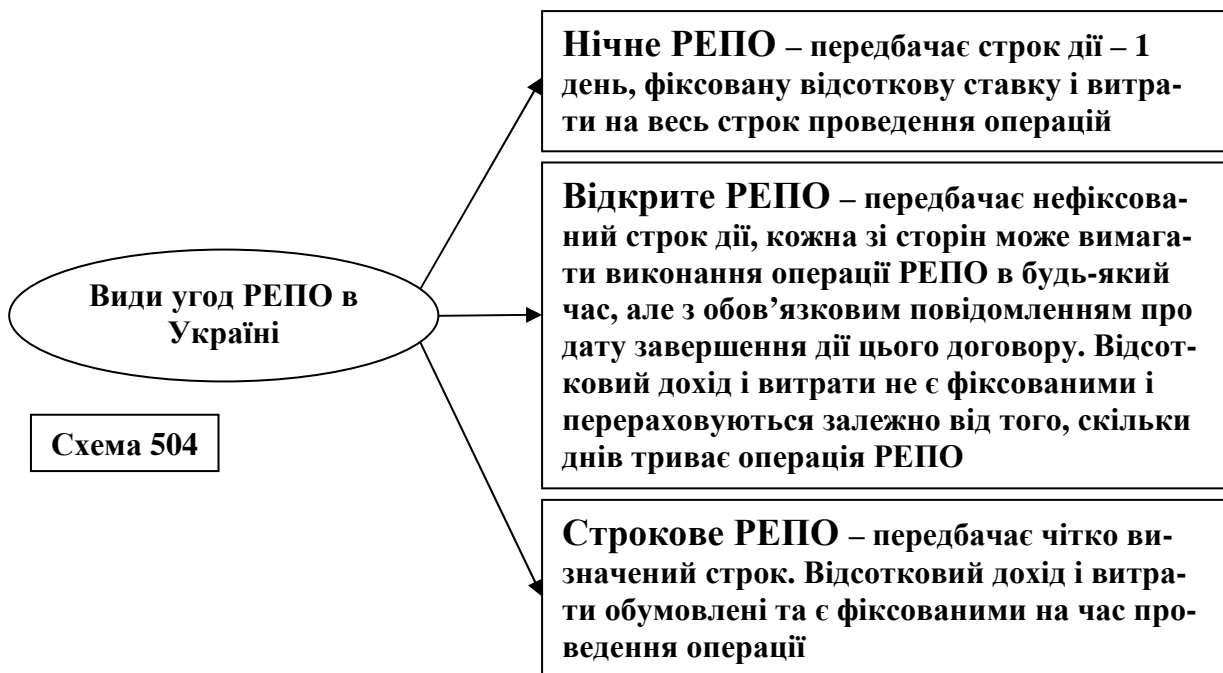 Нічне РЕПО – передбачає строк дії – 1
день, фіксовану відсоткову ставку і витра-
ти на весь строк проведення операцій
Відкрите РЕПО – передбачає нефіксова-
ний строк дії, кожна зі сторін може вимага-
ти виконання операції РЕПО в будь-який
час, але з обов’язковим повідомленням про
дату завершення дії цього договору. Відсот-
ковий дохід і витрати не є фіксованими і
перераховуються залежно від того, скільки
днів триває операція РЕПО
Види угод РЕПО в
Україні
Схема 504
Строкове РЕПО – передбачає чітко ви-
значений строк. Відсотковий дохід і витра-
ти обумовлені та є фіксованими на час про-
ведення операції